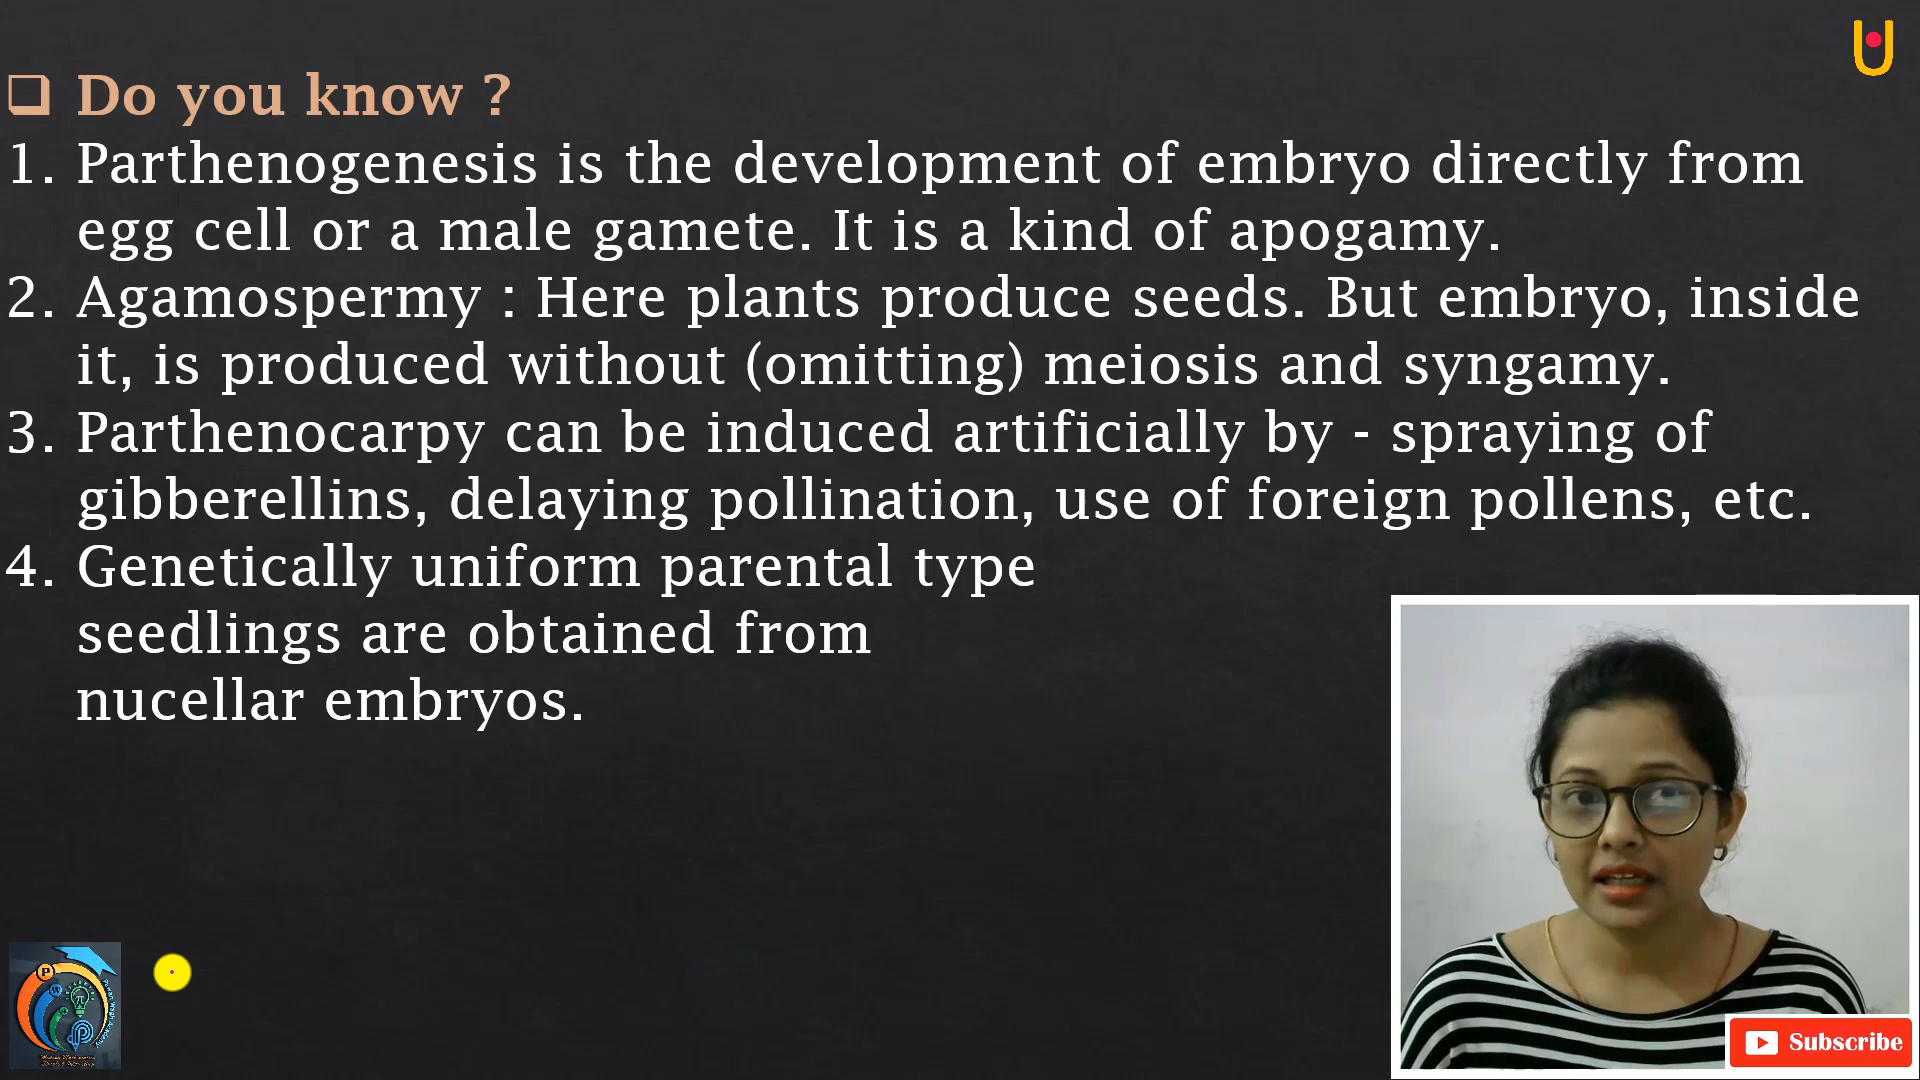 Do you know ?
1. Parthenogenesis is the development of embryo directly from
egg cell or a male gamete. It is a kind of apogamy.
2. Agamospermy : Here plants produce seeds. But embryo, inside
it, is produced without (omitting) meiosis and syngamy.
3. Parthenocarpy can be induced artificially by - spraying of
gibberellins, delaying pollination, use of foreign pollens, etc.
4. Genetically uniform parental type
seedlings are obtained from
nucellar embryos.
Subscribe